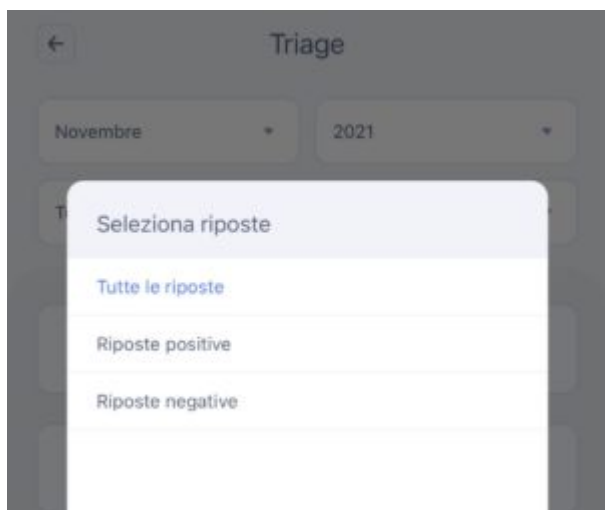 Triage
Novembre
2021
Seleziona riposte
Tutte le riposte
Riposte positive
Riposte negative